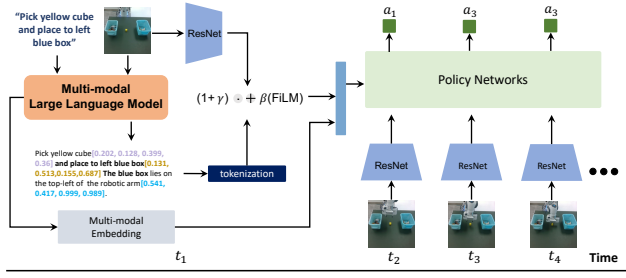 "Pick yellow cube
and place to left
blue box"
ResNet
Multi-modal
Large Language Model
(1+ γ) ⊙ + β(FiLM)
Pick yellow cube[0.202, 0.128, 0.399,
0.36] and place to left blue box[0.131,
0.513,0.155,0.687] The blue box lies on
the top-left of the robotic arm[0.541,
0.417, 0.999, 0.989].
tokenization
Multi-modal
Embedding
a₁
a₃
a₃
Policy Networks
ResNet
ResNet
ResNet
t₁
t₂
t₃
t₄
Time